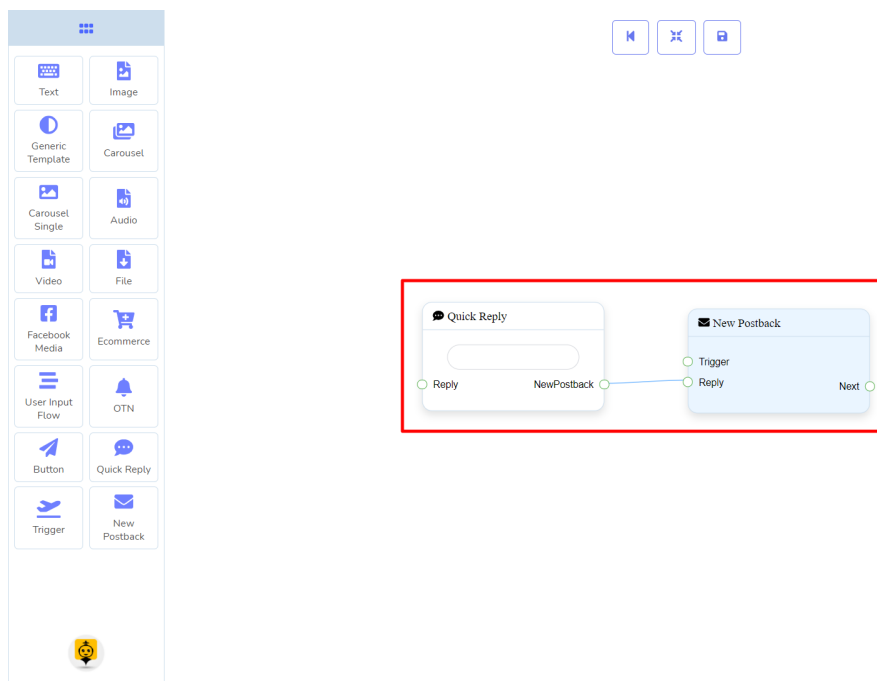 Text
Image
Generic
Template
Carousel
Carousel
Single
Audio
Video
File
Facebook
Media
Ecommerce
User Input
Flow
OTN
Button
Quick Reply
Trigger
New
Postback
Quick Reply
Reply
NewPostback
New Postback
Trigger
Reply
Next